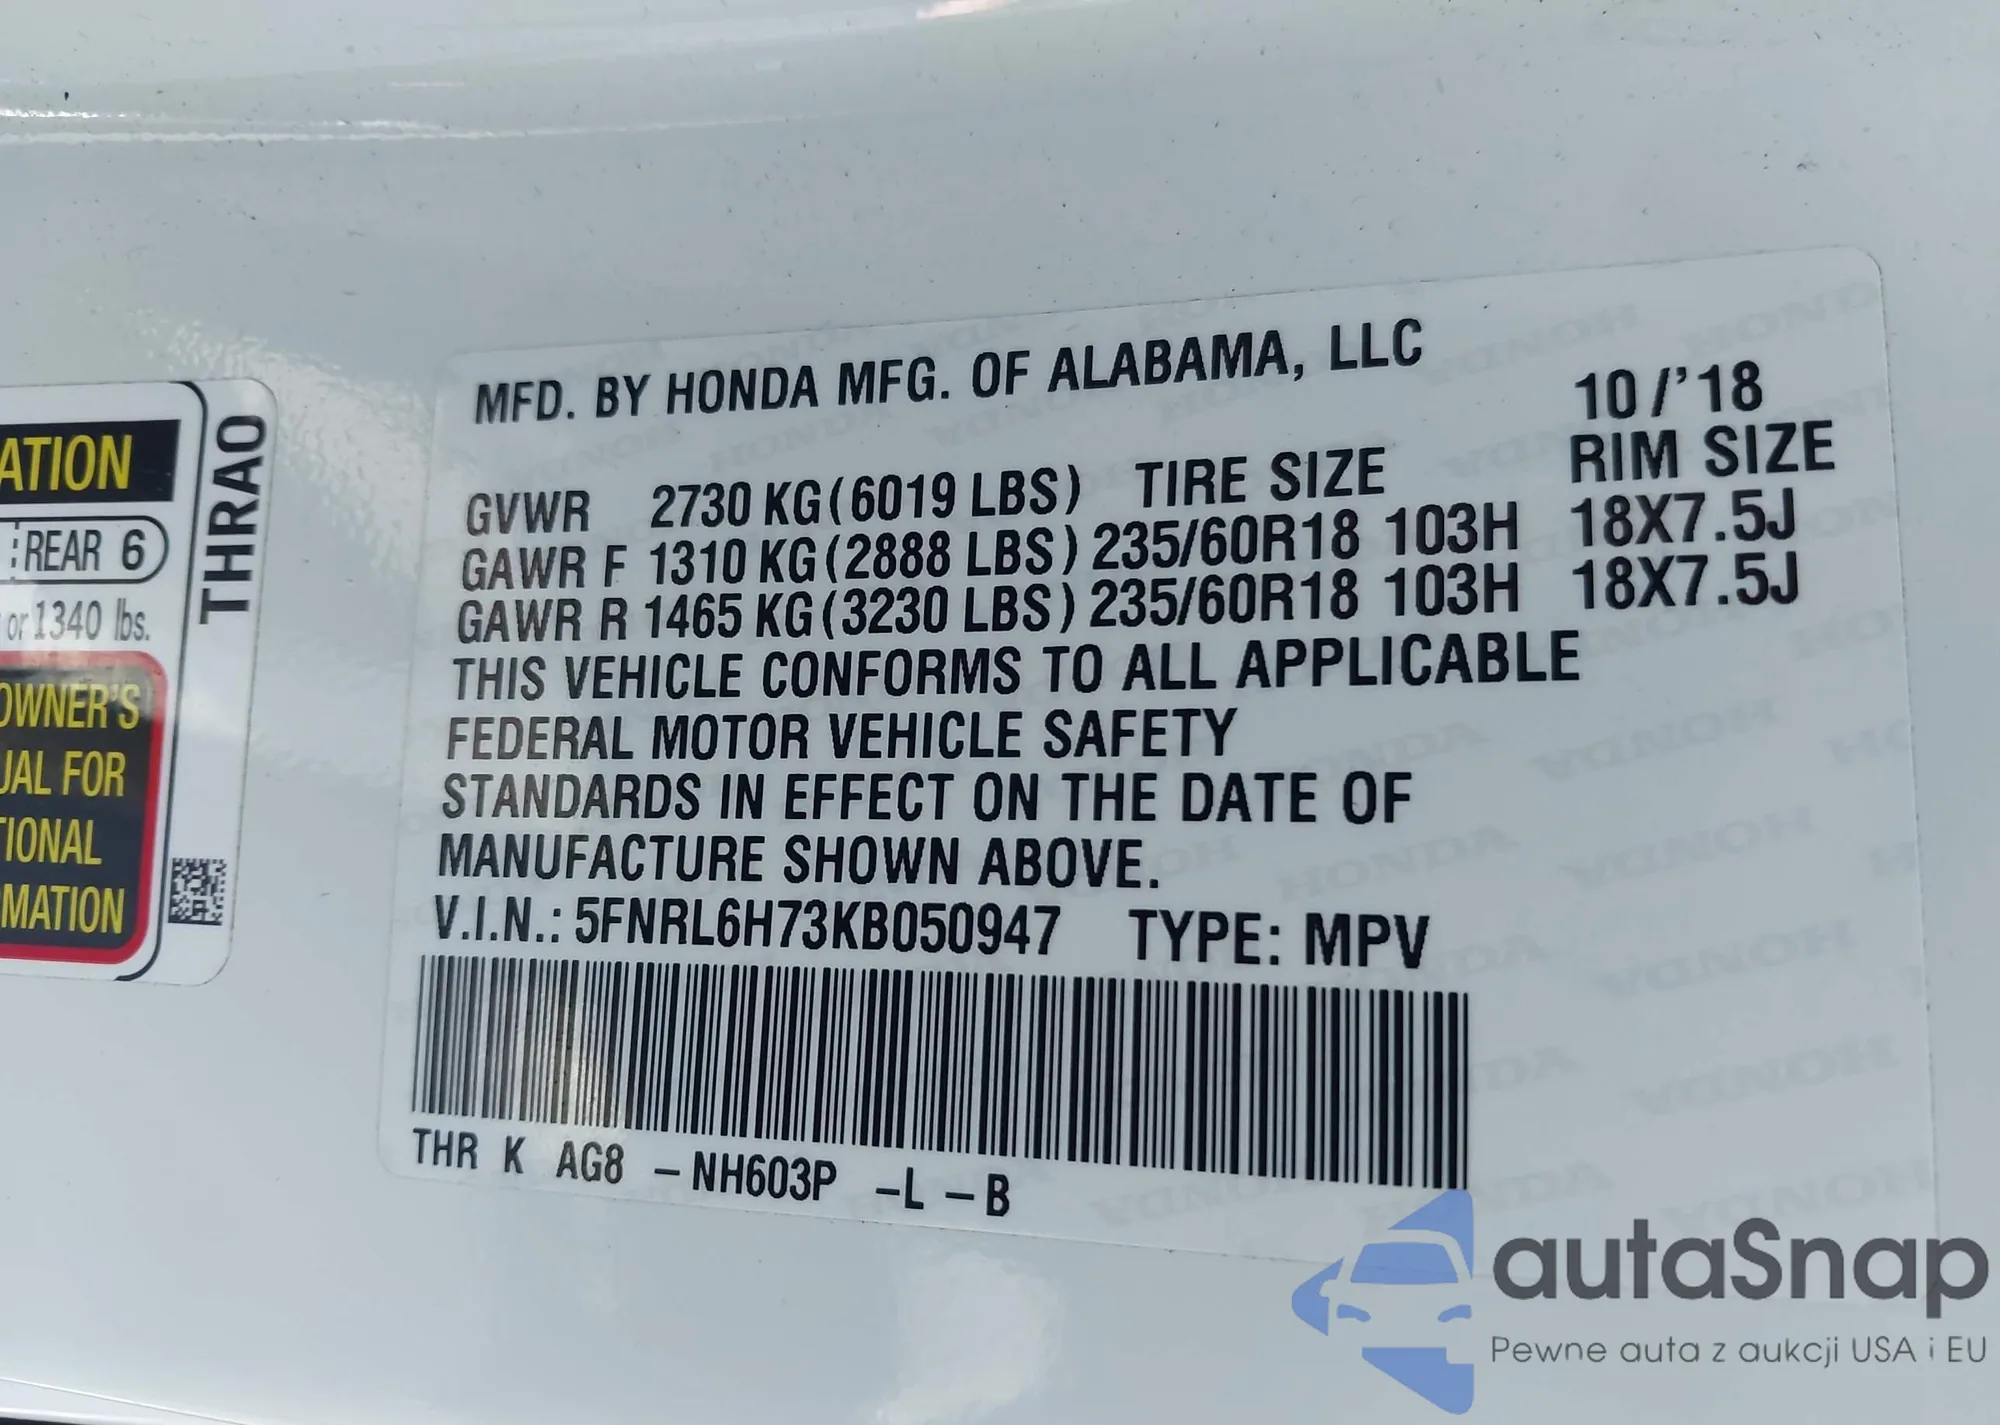 ATION
REAR 6
or 1340 lbs.
OWNER'S
UAL FOR
TIONAL
MATION
THRA0
MFD. BY HONDA MFG. OF ALABAMA, LLC
10/'18
GVWR 2730 KG(6019 LBS) TIRE SIZE RIM SIZE
GAWR F 1310 KG(2888 LBS) 235/60R18 103H 18X7.5J
GAWR R 1465 KG(3230 LBS) 235/60R18 103H 18X7.5J
THIS VEHICLE CONFORMS TO ALL APPLICABLE
FEDERAL MOTOR VEHICLE SAFETY
STANDARDS IN EFFECT ON THE DATE OF
MANUFACTURE SHOWN ABOVE.
V.I.N.: 5FNRL6H73KB050947 TYPE: MPV
THR K AG8 -NH603P -L -B
autaSnap
Pewne auta z aukcji USA i EU